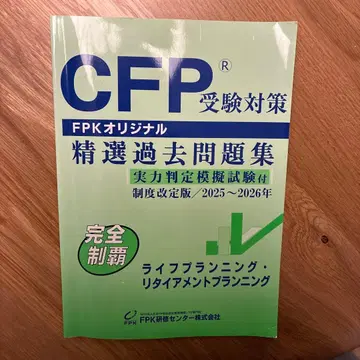 CFP® 受験対策
FPKオリジナル
精選過去問題集
実力判定模擬試験付
制度改定版/2025～2026年
完全
制覇
ライフプランニング・
リタイアメントプランニング
FPK
FPK研修センター株式会社